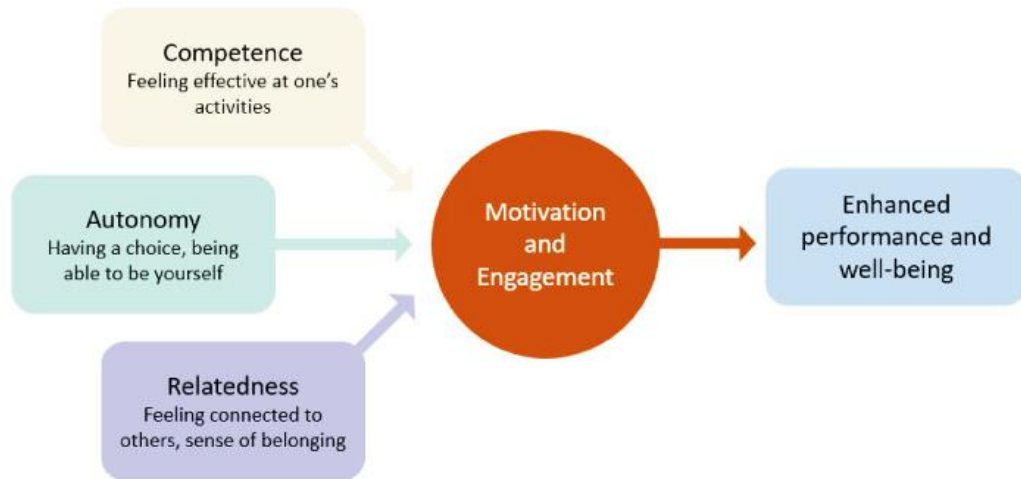 Competence
Feeling effective at one's
activities
Autonomy
Having a choice, being
able to be yourself
Relatedness
Feeling connected to
others, sense of belonging
Motivation
and
Engagement
Enhanced
performance and
well-being